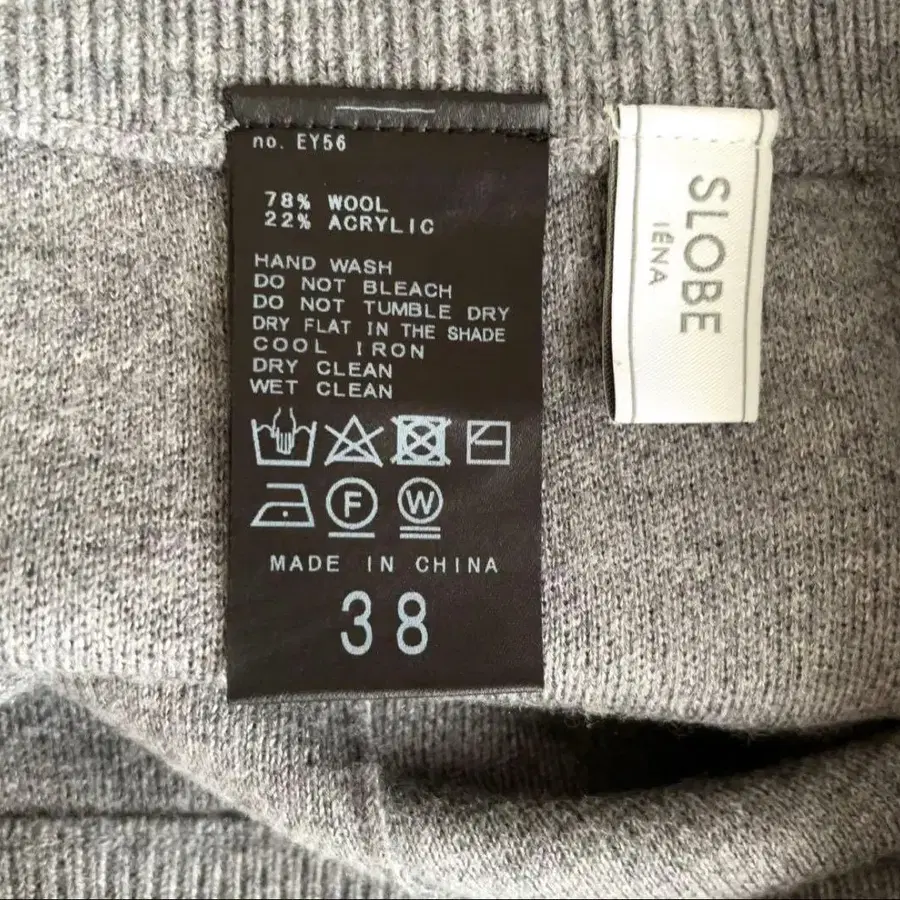 no. EY56
78% WOOL
22% ACRYLIC
HAND WASH
DO NOT BLEACH
DO NOT TUMBLE DRY
DRY FLAT IN THE SHADE
COOL IRON
DRY CLEAN
WET CLEAN
F
W
MADE IN CHINA
38
SLOBE
IÉNA